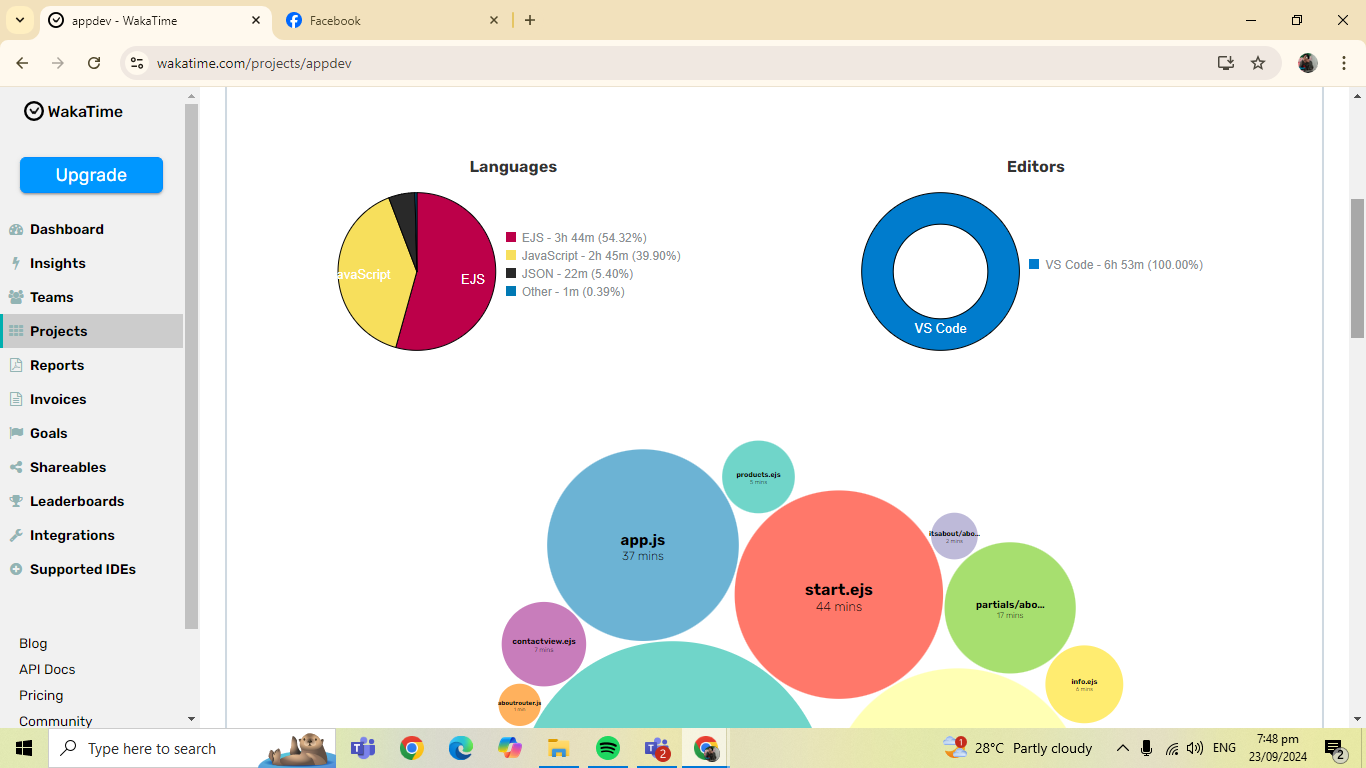 appdev - WakaTime
Facebook
wakatime.com/projects/appdev
WakaTime
Upgrade
Dashboard
Insights
Teams
Projects
Reports
Invoices
Goals
Shareables
Leaderboards
Integrations
Supported IDEs
Blog
API Docs
Pricing
Community
Languages
avaScript
EJS
EJS - 3h 44m (54.32%)
JavaScript - 2h 45m (39.90%)
JSON - 22m (5.40%)
Other - 1m (0.39%)
Editors
VS Code
VS Code - 6h 53m (100.00%)
products.ejs
5 mins
app.js
37 mins
itsabout/abo...
2 mins
start.ejs
44 mins
partials/abo...
17 mins
contactview.ejs
7 mins
info.ejs
6 mins
aboutrouter.js
1 min
Type here to search
2
1
28°C Partly cloudy
ENG
7:48 pm
23/09/2024
2